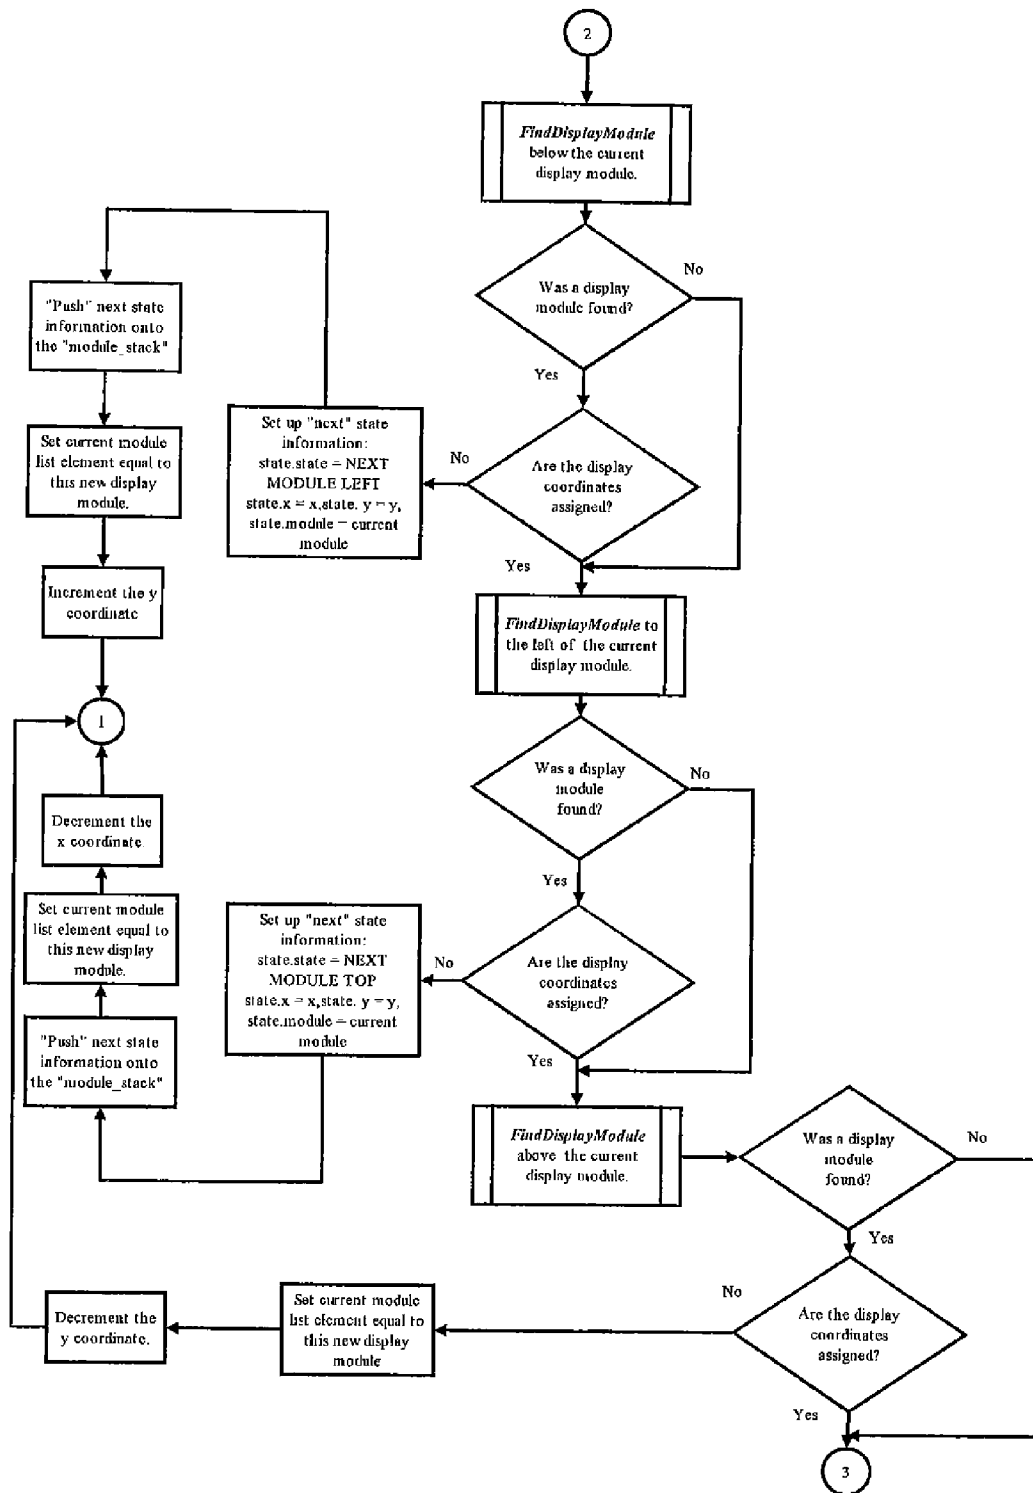 2
FindDisplayModule
below the current
display module.
Was a display
module found?
No
Yes
"Push" next state
information onto
the "module_stack"
Set up "next" state
information:
state.state = NEXT
MODULE LEFT
state.x = x,state. y = y,
state.module = current
module
No
Are the display
coordinates
assigned?
Yes
Set current module
list element equal to
this new display
module.
Increment the y
coordinate
FindDisplayModule to
the left of the current
display module.
1
Was a display
module
found?
No
Yes
Decrement the
x coordinate.
Set current module
list element equal to
this new display
module.
Set up "next" state
information:
state.state = NEXT
MODULE TOP
state.x = x,state. y = y,
state.module = current
module
No
Are the display
coordinates
assigned?
Yes
"Push" next state
information onto
the "module_stack"
FindDisplayModule
above the current
display module.
Was a display
module
found?
No
Yes
Decrement the
y coordinate.
Set current module
list element equal to
this new display
module
No
Are the display
coordinates
assigned?
Yes
3